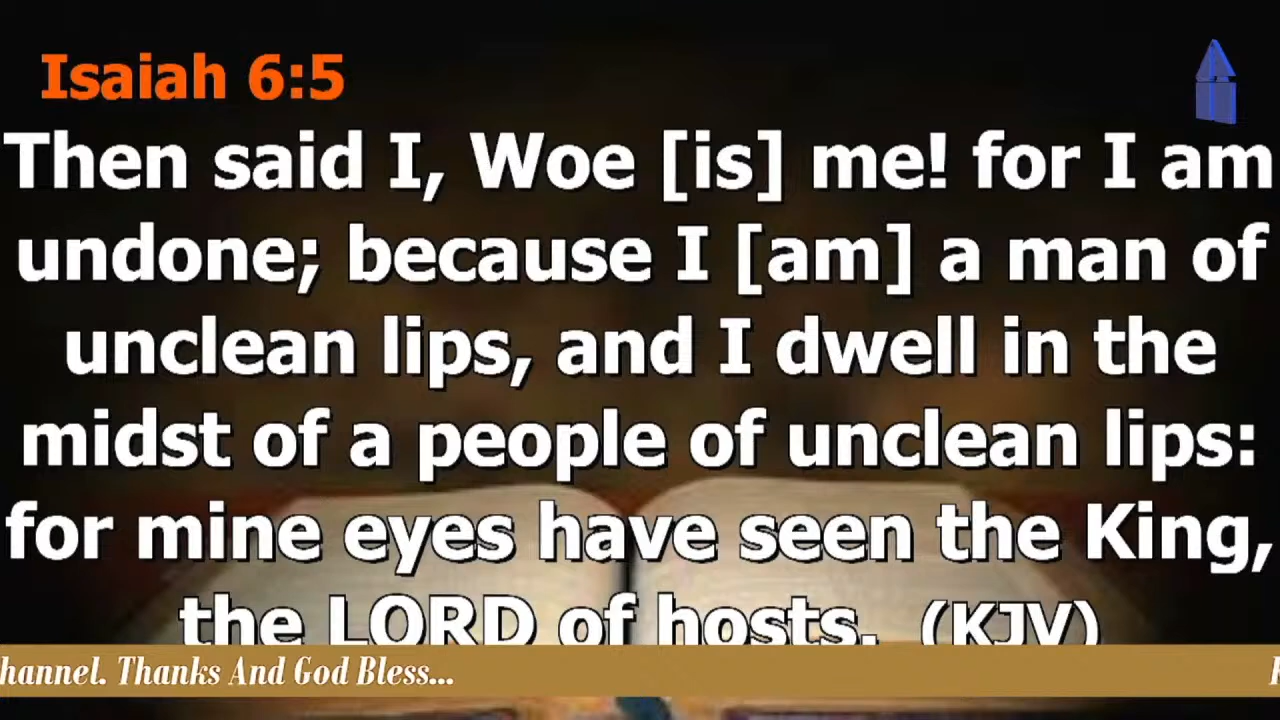 Isaiah 6:5
Then said I, Woe [is] me! for I am
undone; because I [am] a man of
unclean lips, and I dwell in the
midst of a people of unclean lips:
for mine eyes have seen the King,
the LORD of hosts. (KJV)
hannel. Thanks And God Bless...